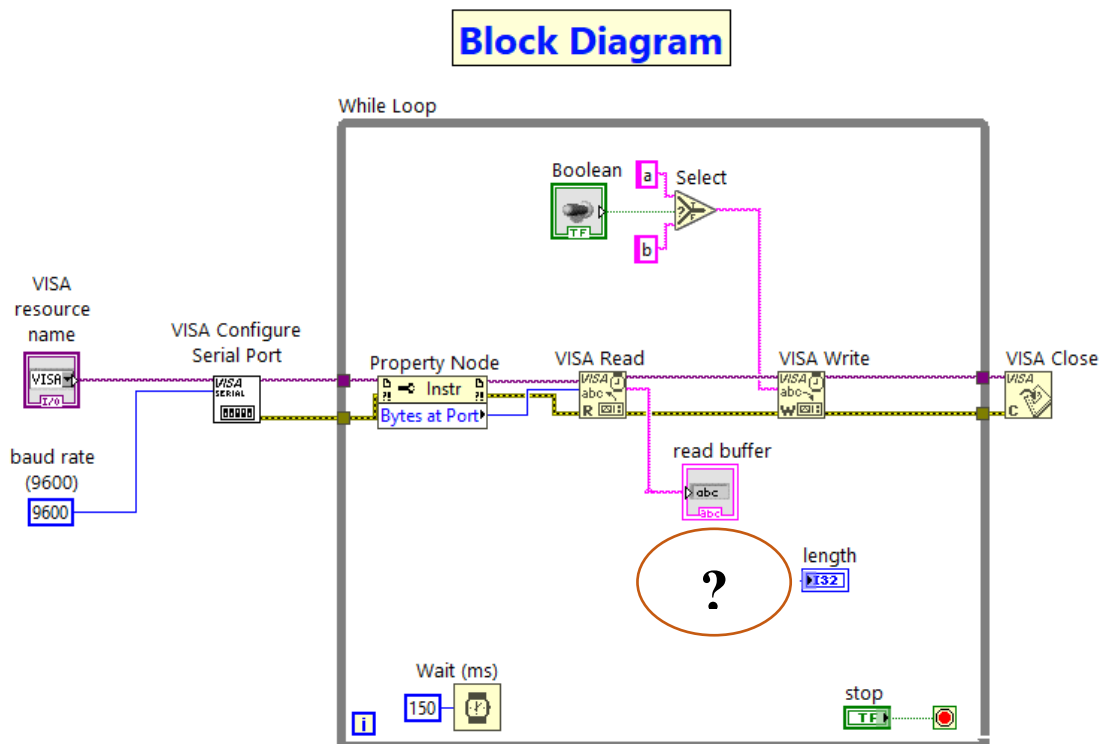 Block Diagram
While Loop
Boolean
TF
a
Select
? T
F
b
VISA
resource
name
VISA
I/O
VISA Configure
Serial Port
VISA
SERIAL
Property Node
Instr
Bytes at Port
VISA Read
VISA
abc
R
VISA Write
VISA
abc
W
VISA Close
VISA
C
baud rate
(9600)
9600
read buffer
abc
abc
?
length
I32
Wait (ms)
150
i
stop
TF